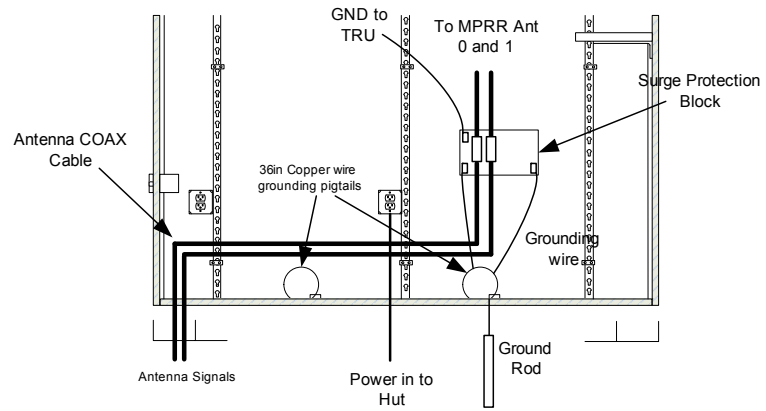 GND to
TRU
To MPRR Ant
0 and 1
Surge Protection
Block
Antenna COAX
Cable
36in Copper wire
grounding pigtails
Grounding
wire
Antenna Signals
Power in to
Hut
Ground
Rod